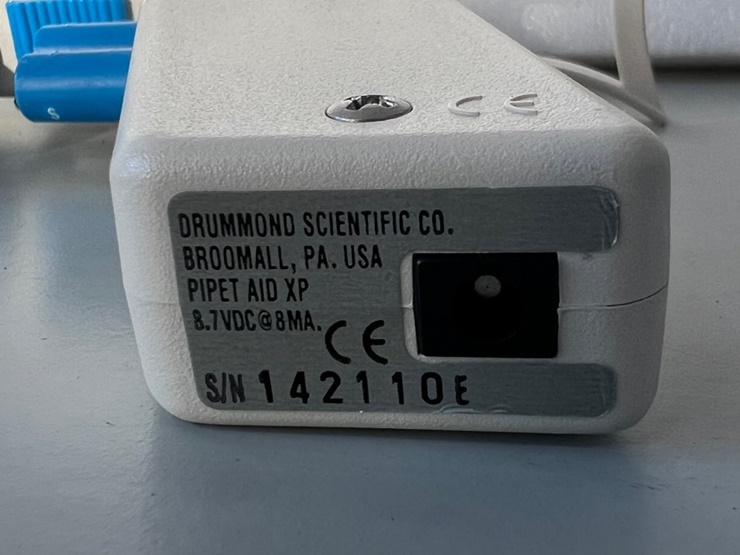 S
CE
DRUMMOND SCIENTIFIC CO.
BROOMALL, PA. USA
PIPET AID XP
8.7VDC@8MA.
CE
S/N 142110E